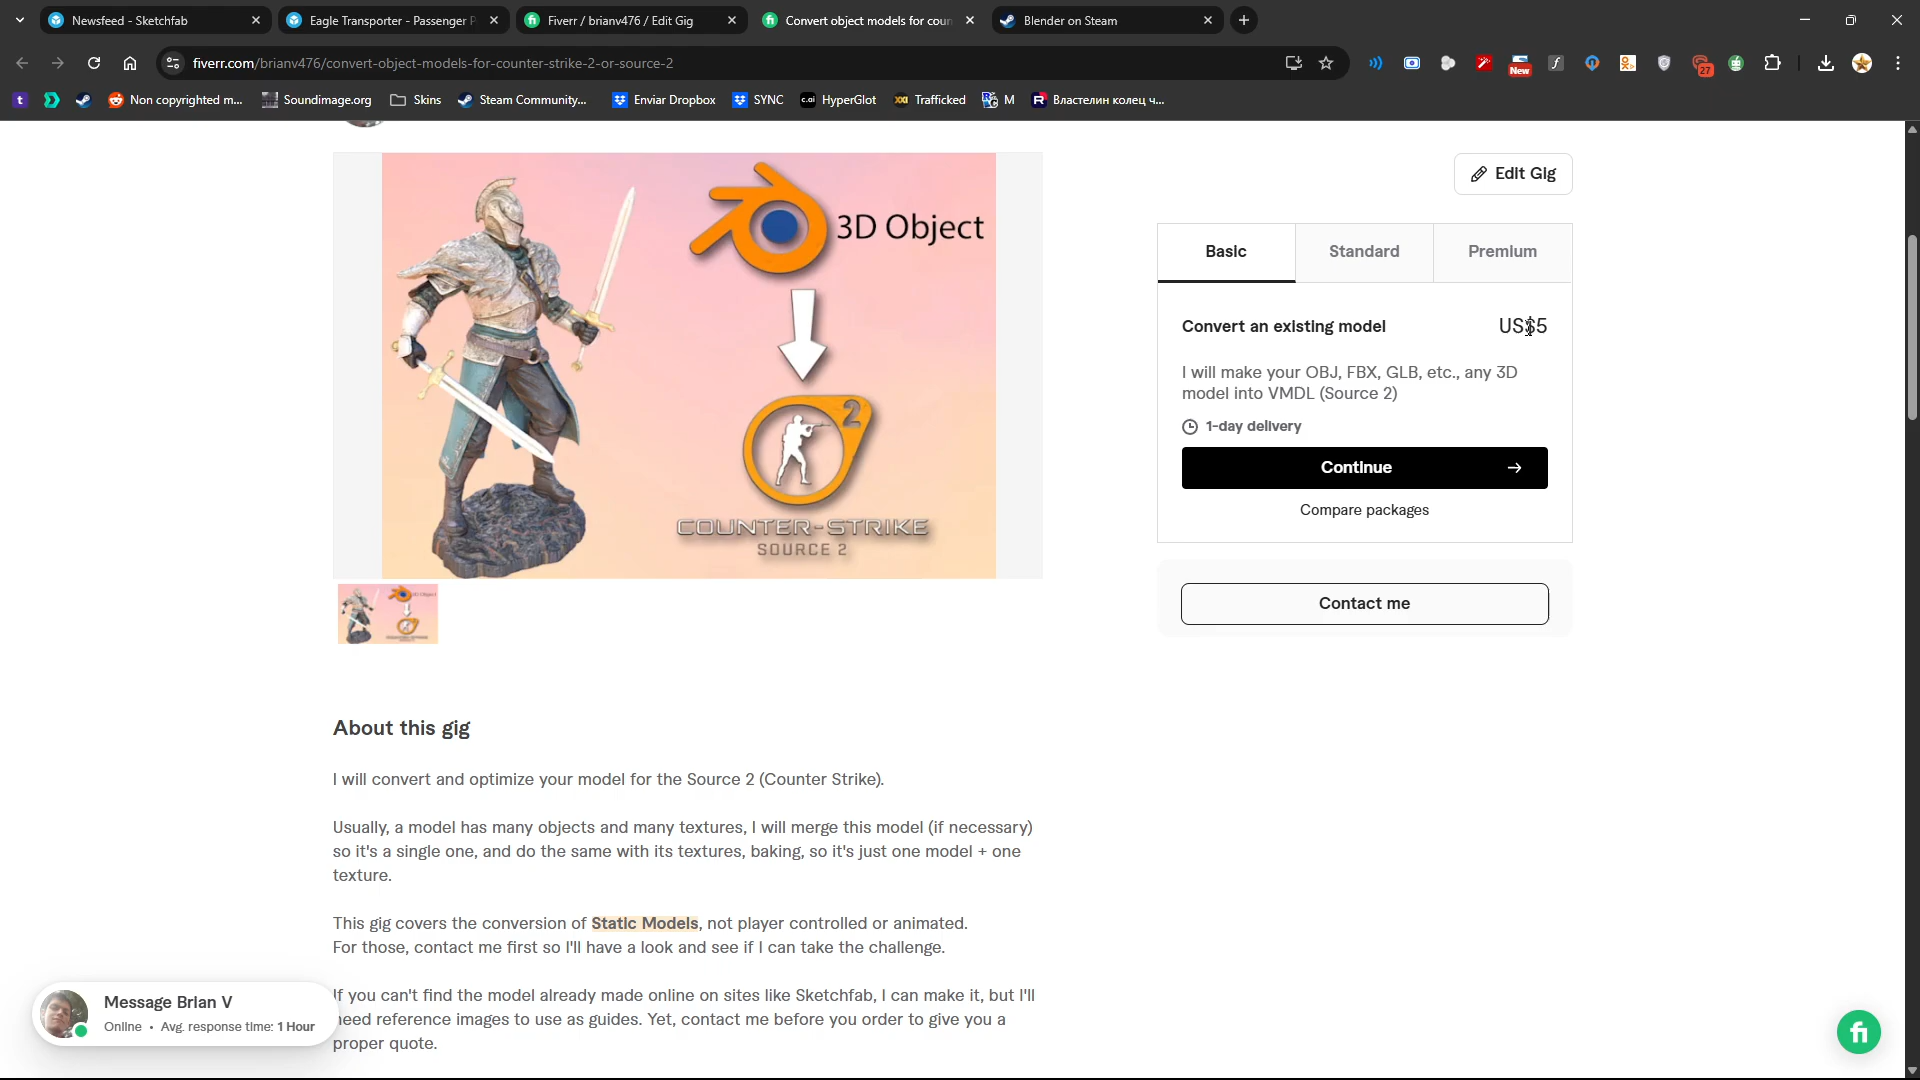 Newsfeed - Sketchfab
Eagle Transporter - Passenger P
Fiverr / brianv476 / Edit Gig
Convert object models for coun
Blender on Steam
fiverr.com/brianv476/convert-object-models-for-counter-strike-2-or-source-2
New
27
Non copyrighted m...
Soundimage.org
Skins
Steam Community...
Enviar Dropbox
SYNC
HyperGlot
Trafficked
M
Властелин колец ч...
3D Object
2
COUNTER-STRIKE
SOURCE 2
Edit Gig
Basic
Standard
Premium
Convert an existing model
US$5
I will make your OBJ, FBX, GLB, etc., any 3D
model into VMDL (Source 2)
1-day delivery
Continue
Compare packages
Contact me
About this gig
I will convert and optimize your model for the Source 2 (Counter Strike).
Usually, a model has many objects and many textures, I will merge this model (if necessary)
so it's a single one, and do the same with its textures, baking, so it's just one model + one
texture.
This gig covers the conversion of Static Models, not player controlled or animated.
For those, contact me first so I'll have a look and see if I can take the challenge.
If you can't find the model already made online on sites like Sketchfab, I can make it, but I'll
need reference images to use as guides. Yet, contact me before you order to give you a
proper quote.
Message Brian V
Online • Avg. response time: 1 Hour
fi